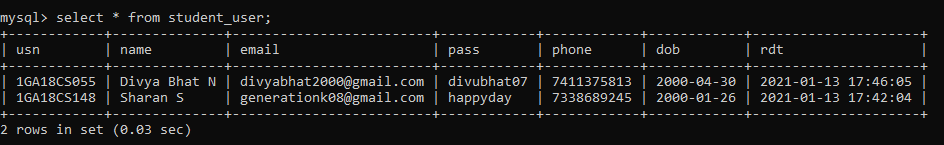 mysql> select * from student_user;
+------------+--------------+--------------------------+------------+------------+------------+---------------------+
| usn | name | email | pass | phone | dob | rdt |
+------------+--------------+--------------------------+------------+------------+------------+---------------------+
| 1GA18CS055 | Divya Bhat N | divyabhat2000@gmail.com | divubhat07 | 7411375813 | 2000-04-30 | 2021-01-13 17:46:05 |
| 1GA18CS148 | Sharan S | generationk08@gmail.com | happyday | 7338689245 | 2000-01-26 | 2021-01-13 17:42:04 |
+------------+--------------+--------------------------+------------+------------+------------+---------------------+
2 rows in set (0.03 sec)